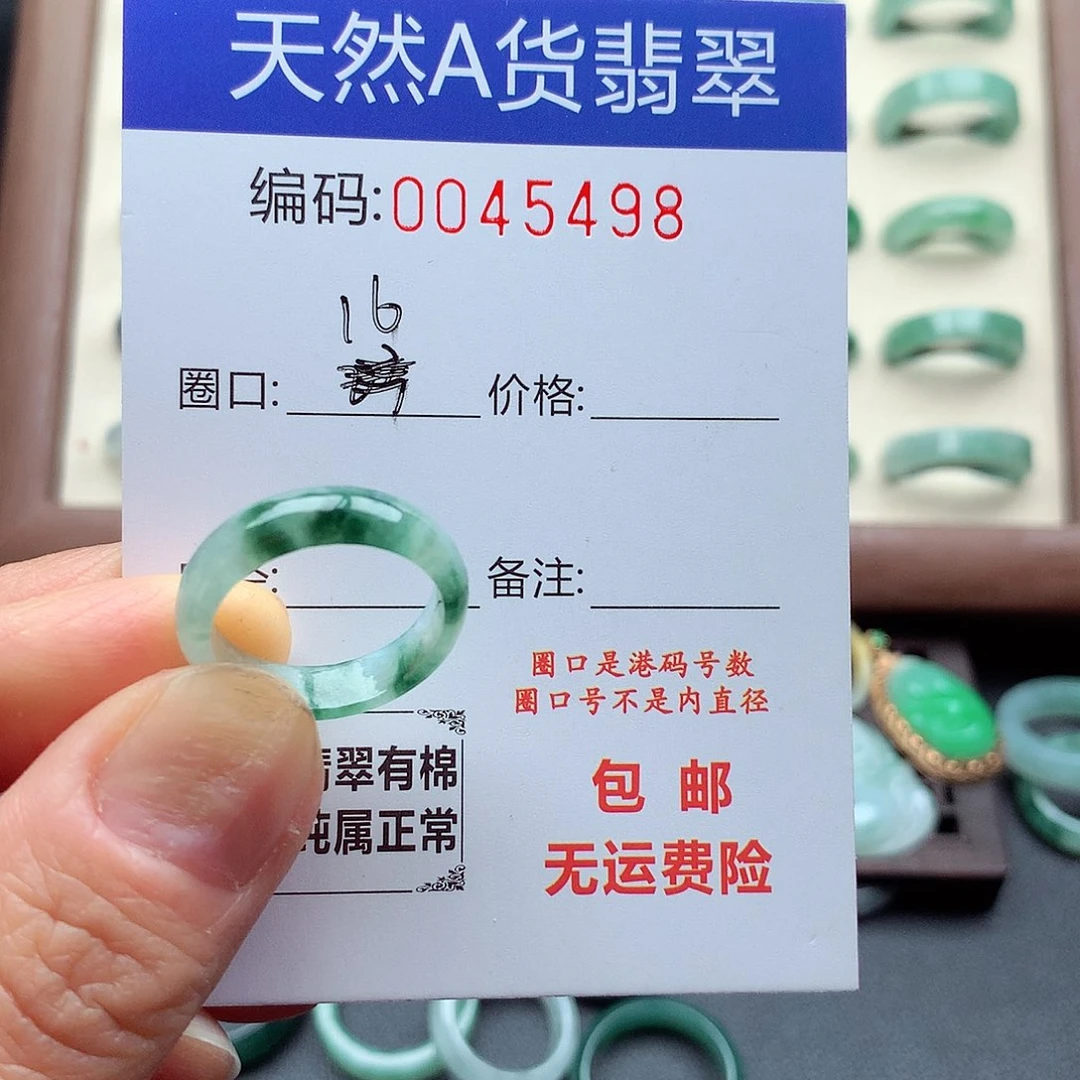 天然A货翡翠
编码:0045498
16
圈口: 价格:
备注:
圈口是港码号数
圈口号不是内直径
翠有棉
属正常
包 邮
无运费险